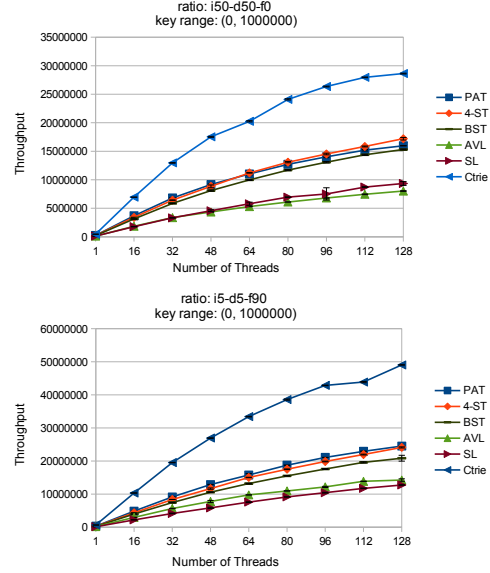 ratio: i50-d50-f0
key range: (0, 1000000)
35000000
30000000
25000000
20000000
15000000
10000000
5000000
0
Throughput
1 16 32 48 64 80 96 112 128
Number of Threads
PAT
4-ST
BST
AVL
SL
Ctrie
ratio: i5-d5-f90
key range: (0, 1000000)
60000000
50000000
40000000
30000000
20000000
10000000
0
Throughput
1 16 32 48 64 80 96 112 128
Number of Threads
PAT
4-ST
BST
AVL
SL
Ctrie